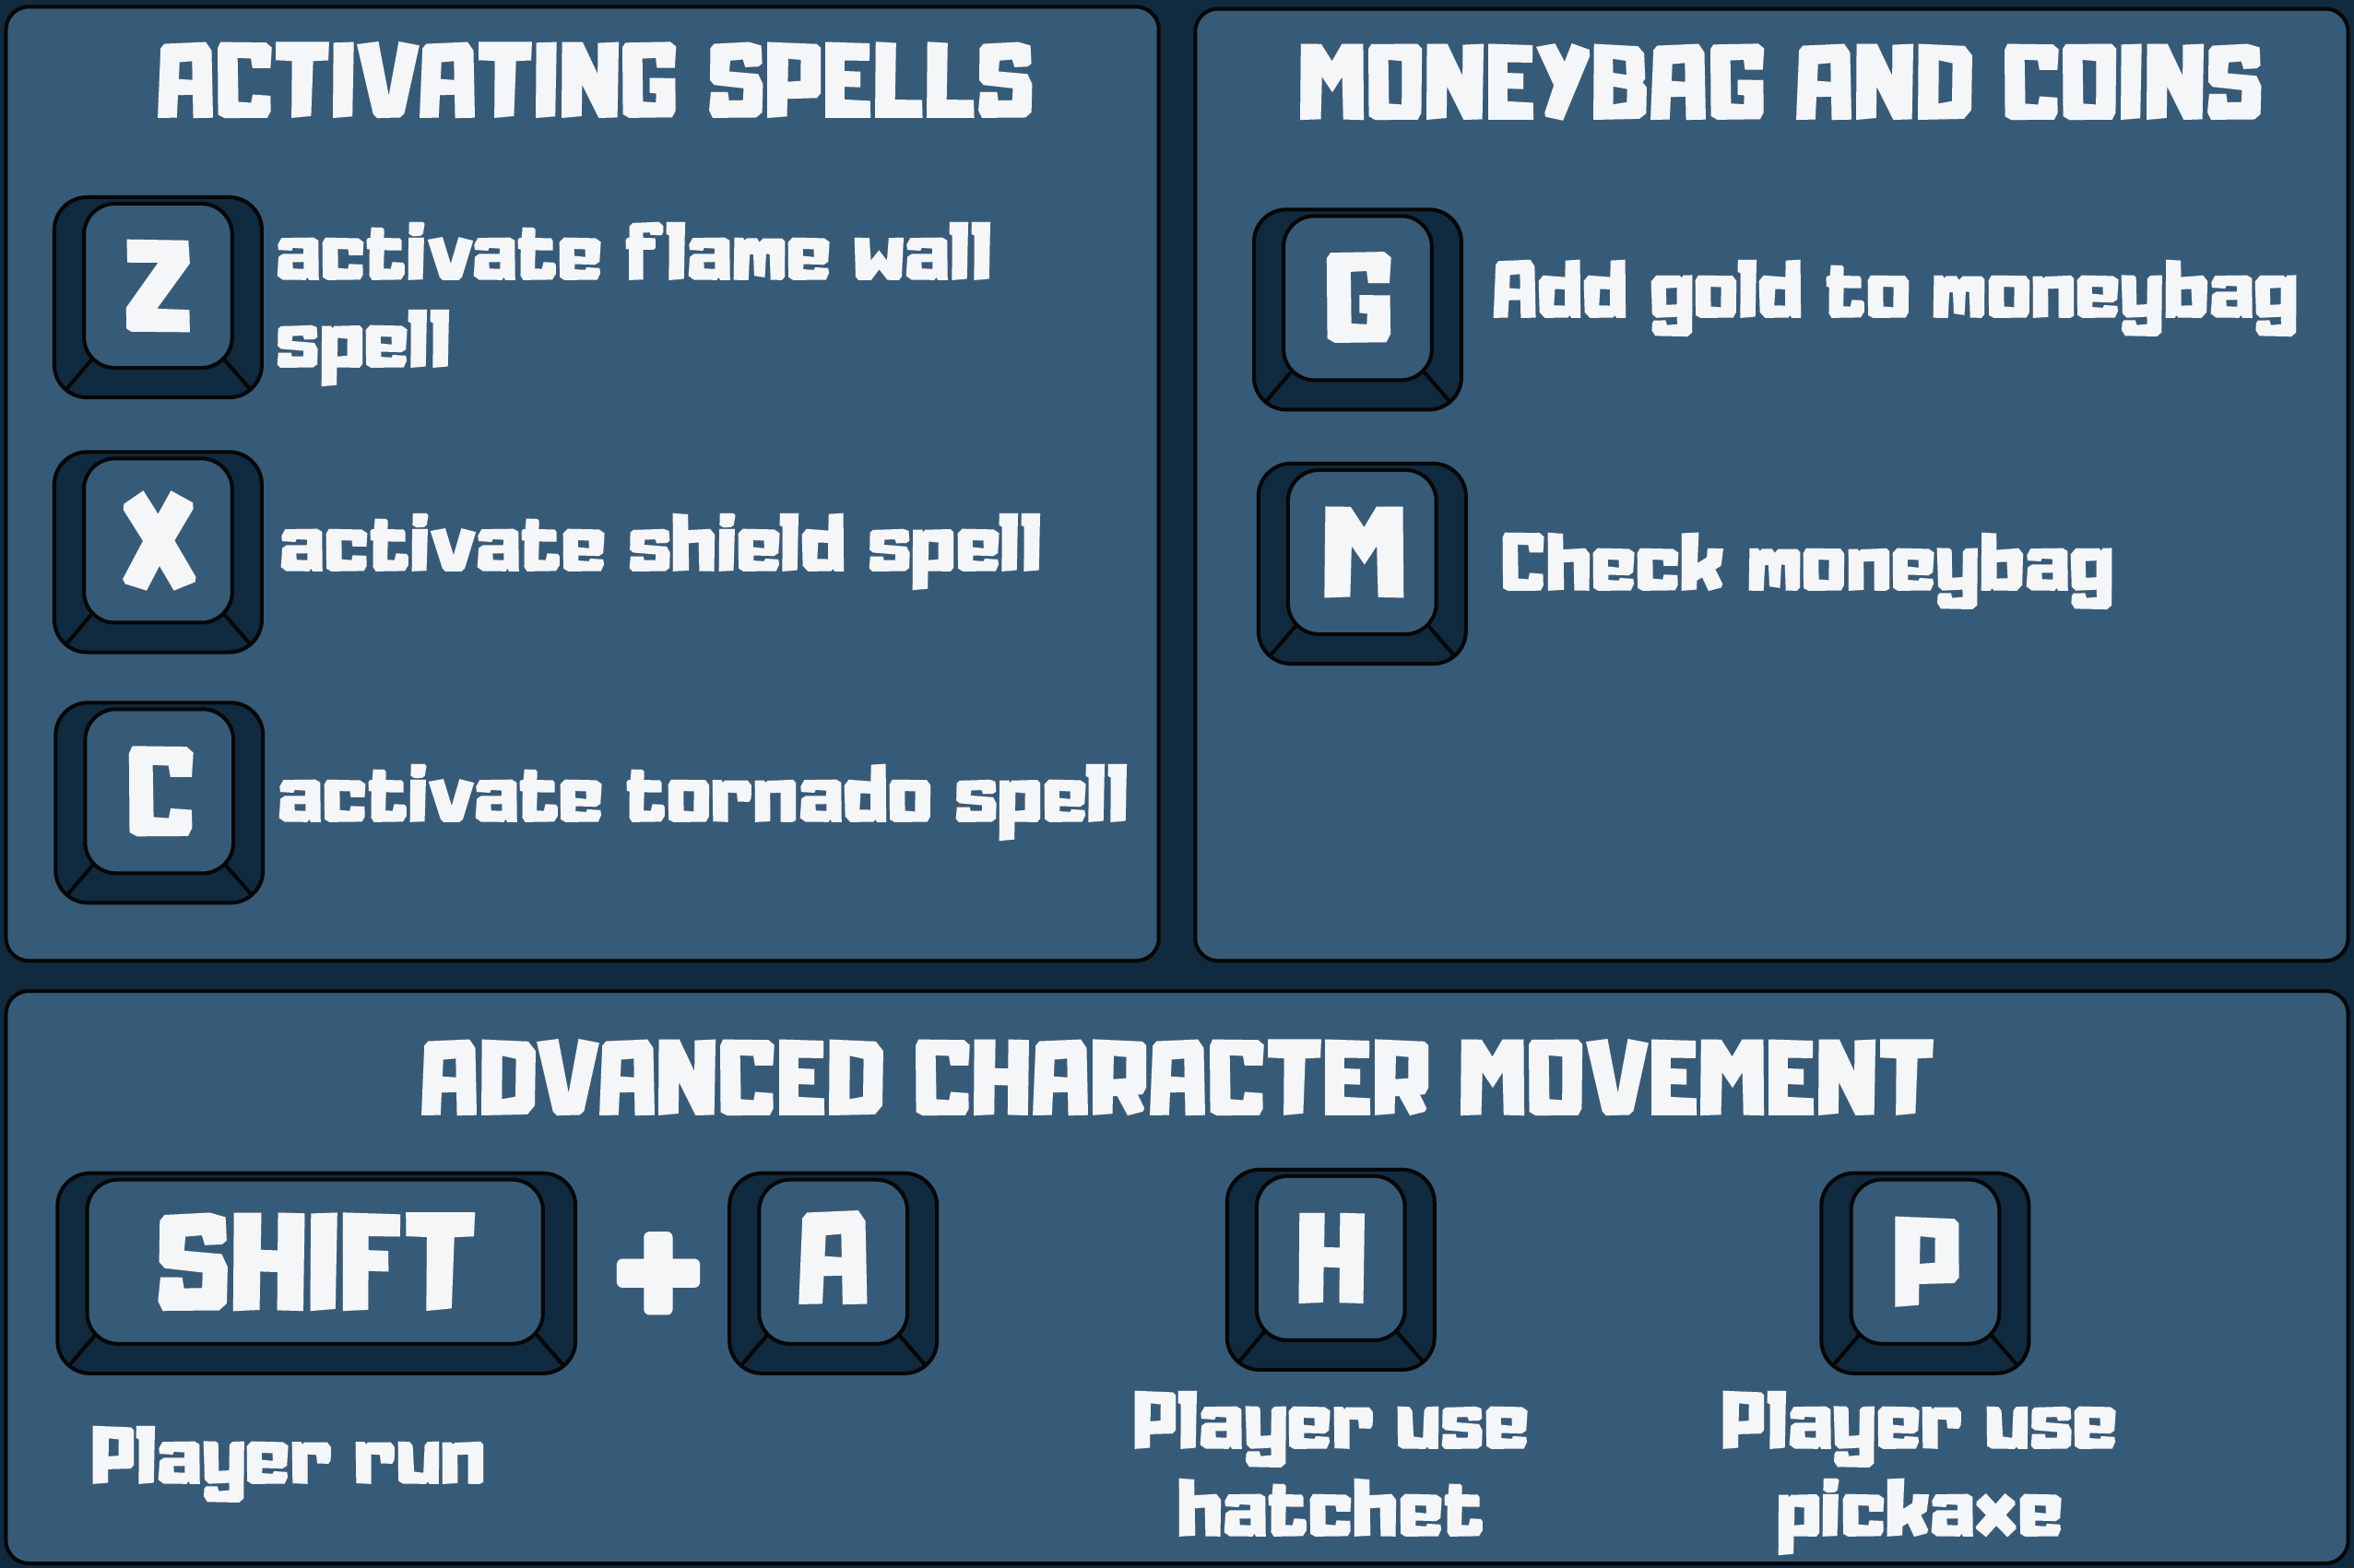 ACTIVATING SPELLS
Z
activate flame wall
spell
X
activate shield spell
C
activate tornado spell
MONEYBAG AND COINS
G
Add gold to moneybag
M
Check moneybag
ADVANCED CHARACTER MOVEMENT
SHIFT + A
Player run
H
Player use
hatchet
P
Player use
pickaxe